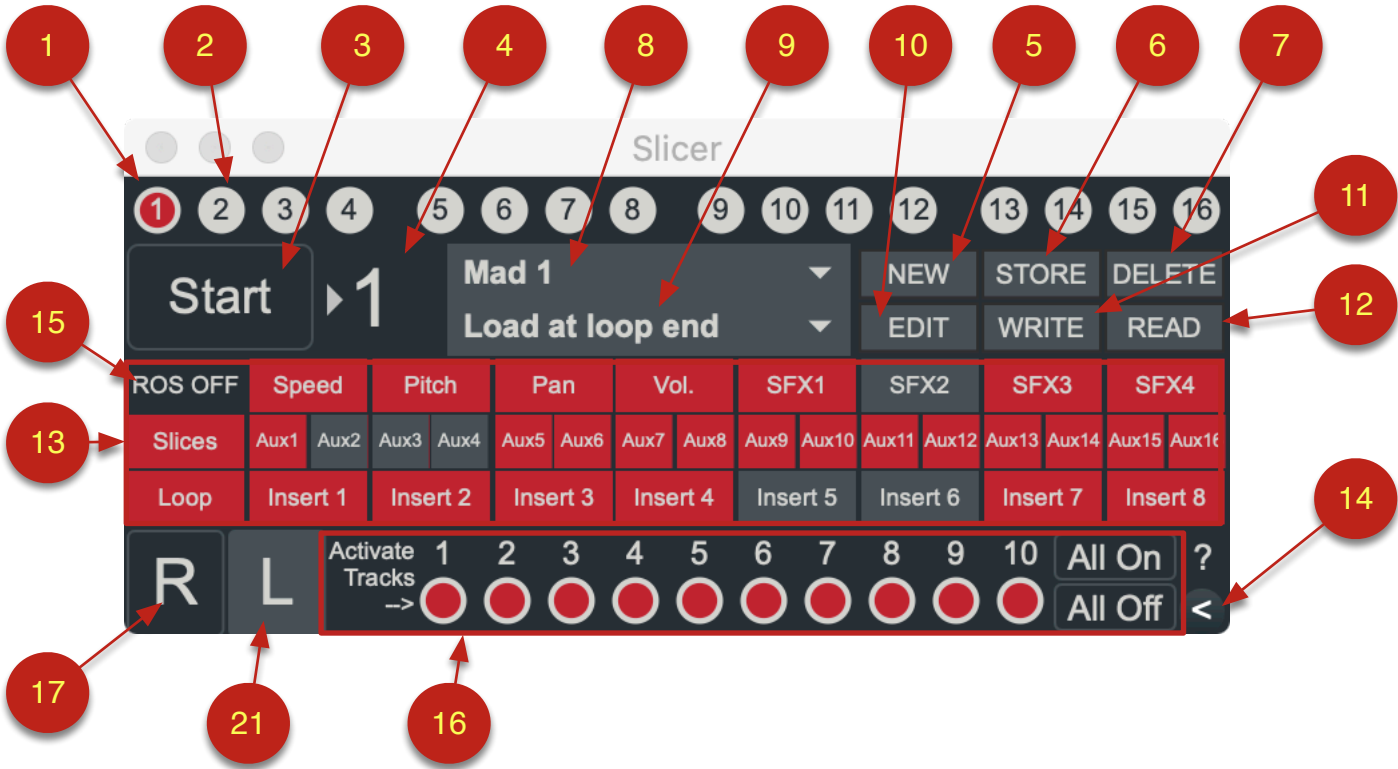 1 2 3 4 8 9 10 5 6 7
Slicer
1 2 3 4 5 6 7 8 9 10 11 12 13 14 15 16
11
Start 1 Mad 1 NEW STORE DELETE
Load at loop end EDIT WRITE READ
12
15
ROS OFF Speed Pitch Pan Vol. SFX1 SFX2 SFX3 SFX4
13
Slices Aux1 Aux2 Aux3 Aux4 Aux5 Aux6 Aux7 Aux8 Aux9 Aux10 Aux11 Aux12 Aux13 Aux14 Aux15 Aux16
Loop Insert 1 Insert 2 Insert 3 Insert 4 Insert 5 Insert 6 Insert 7 Insert 8
14
R L Activate
Tracks
-->
1 2 3 4 5 6 7 8 9 10
All On ?
All Off <
17
21
16